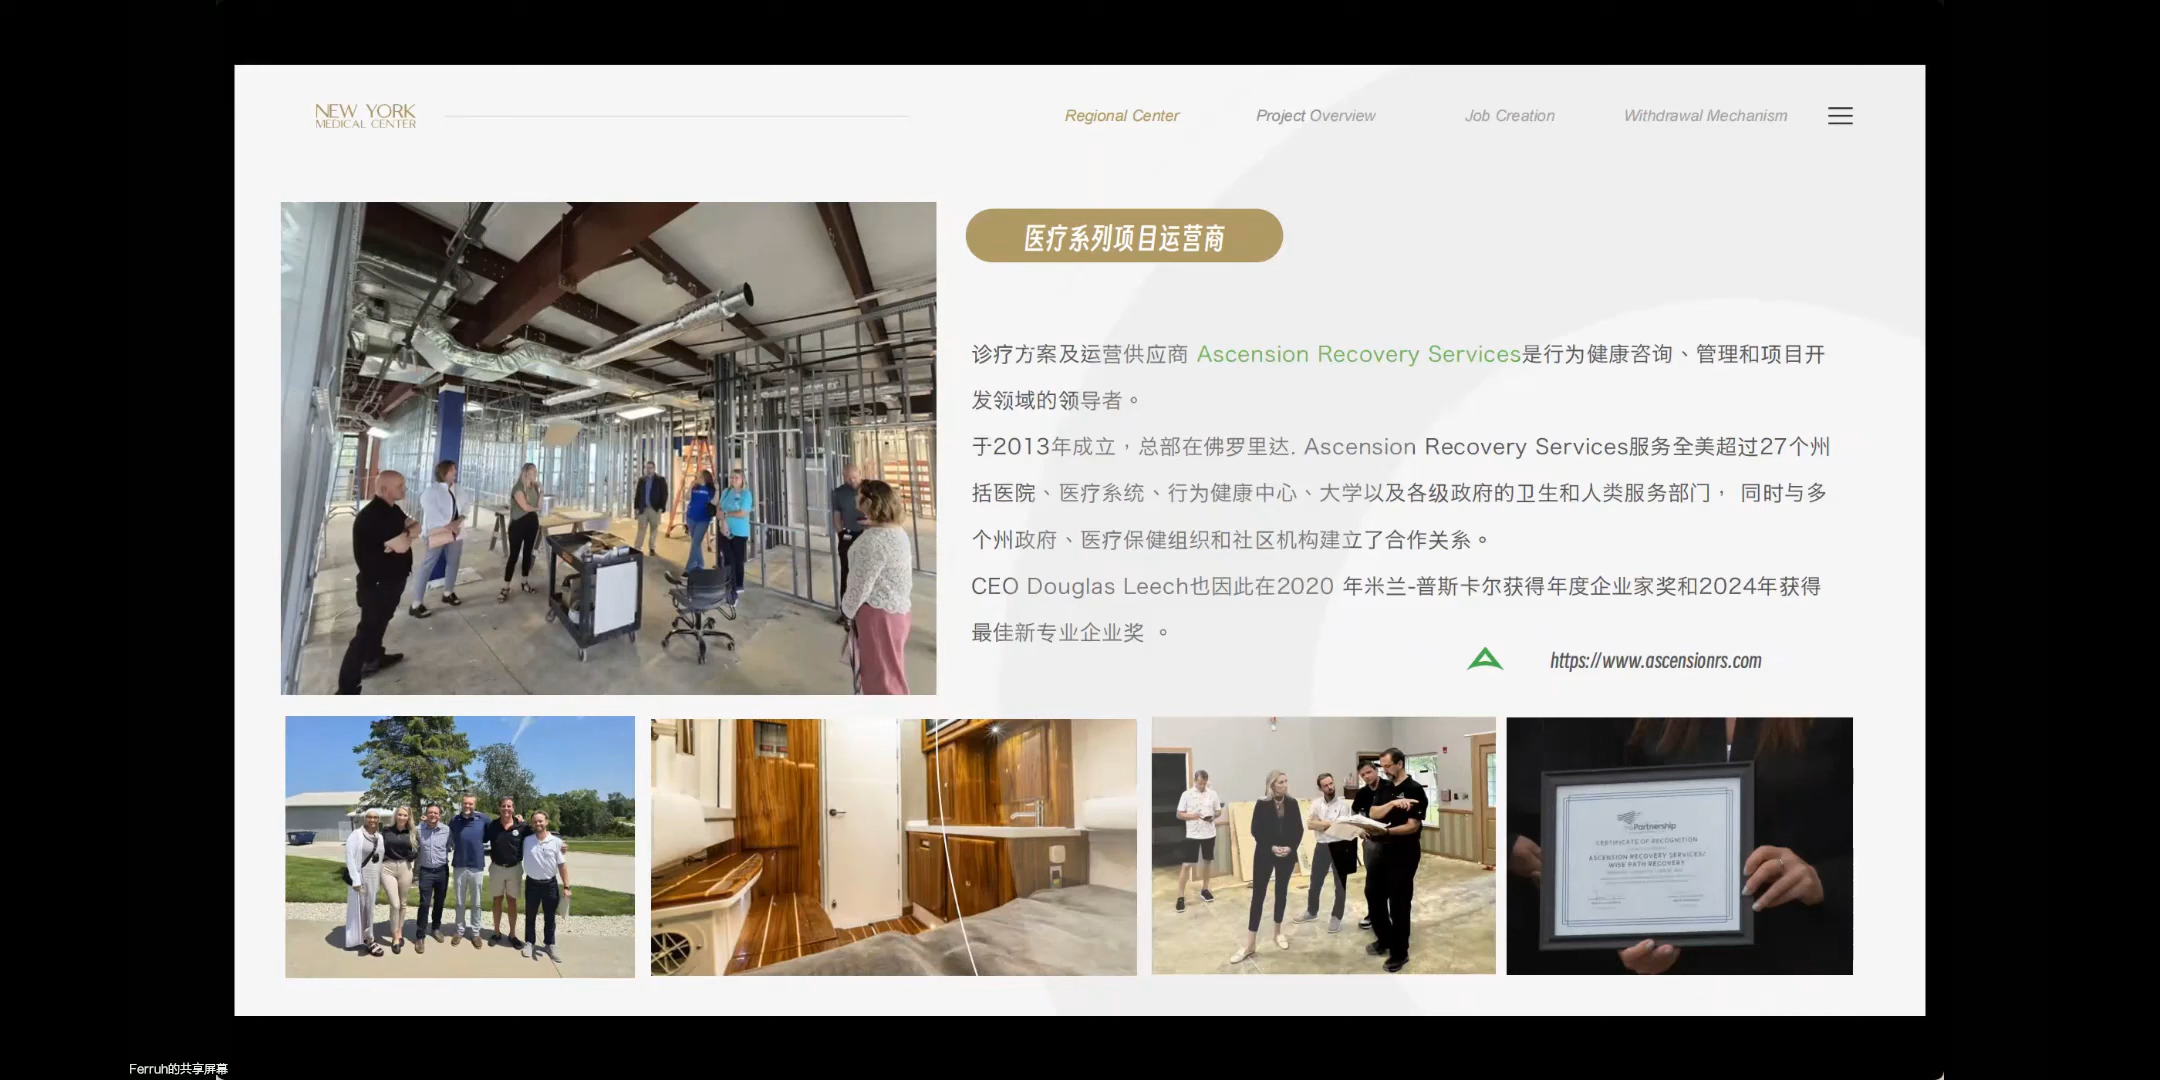 NEW YORK
MEDICAL CENTER
Regional Center
Project Overview
Job Creation
Withdrawal Mechanism
医疗系列项目运营商
诊疗方案及运营供应商 Ascension Recovery Services是行为健康咨询、管理和项目开
发领域的领导者。
于2013年成立，总部在佛罗里达. Ascension Recovery Services服务全美超过27个州
括医院、医疗系统、行为健康中心、大学以及各级政府的卫生和人类服务部门， 同时与多
个州政府、医疗保健组织和社区机构建立了合作关系。
CEO Douglas Leech也因此在2020 年米兰-普斯卡尔获得年度企业家奖和2024年获得
最佳新专业企业奖 。
https://www.ascensionrs.com
Partnership
CERTIFICATE OF RECOGNITION
ASCENSION RECOVERY SERVICES/
WISE PATH RECOVERY
Ferruh的共享屏幕